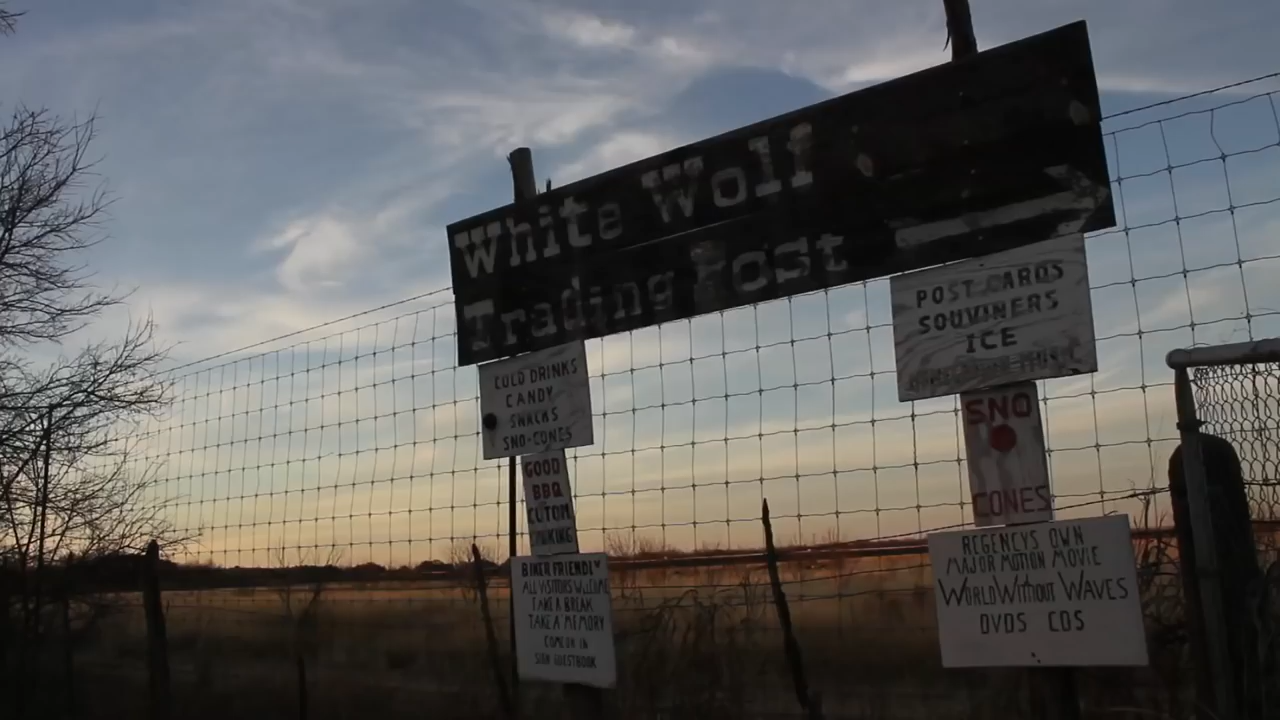 White Wolf
Trading Post
COLD DRINKS
CANDY
SNACKS
SNO-CONES
GOOD
BBQ
CUTOM
BIKER FRIENDLY
ALL VISITORS WELCOME
TAKE A BREAK
TAKE A MEMORY
COME ON IN
SIGN GUESTBOOK
POST CARDS
SOUVINERS
ICE
SNO
CONES
REGENCYS OWN
MAJOR MOTION MOVIE
WORLD WITHOUT WAVES
DVDS CDS